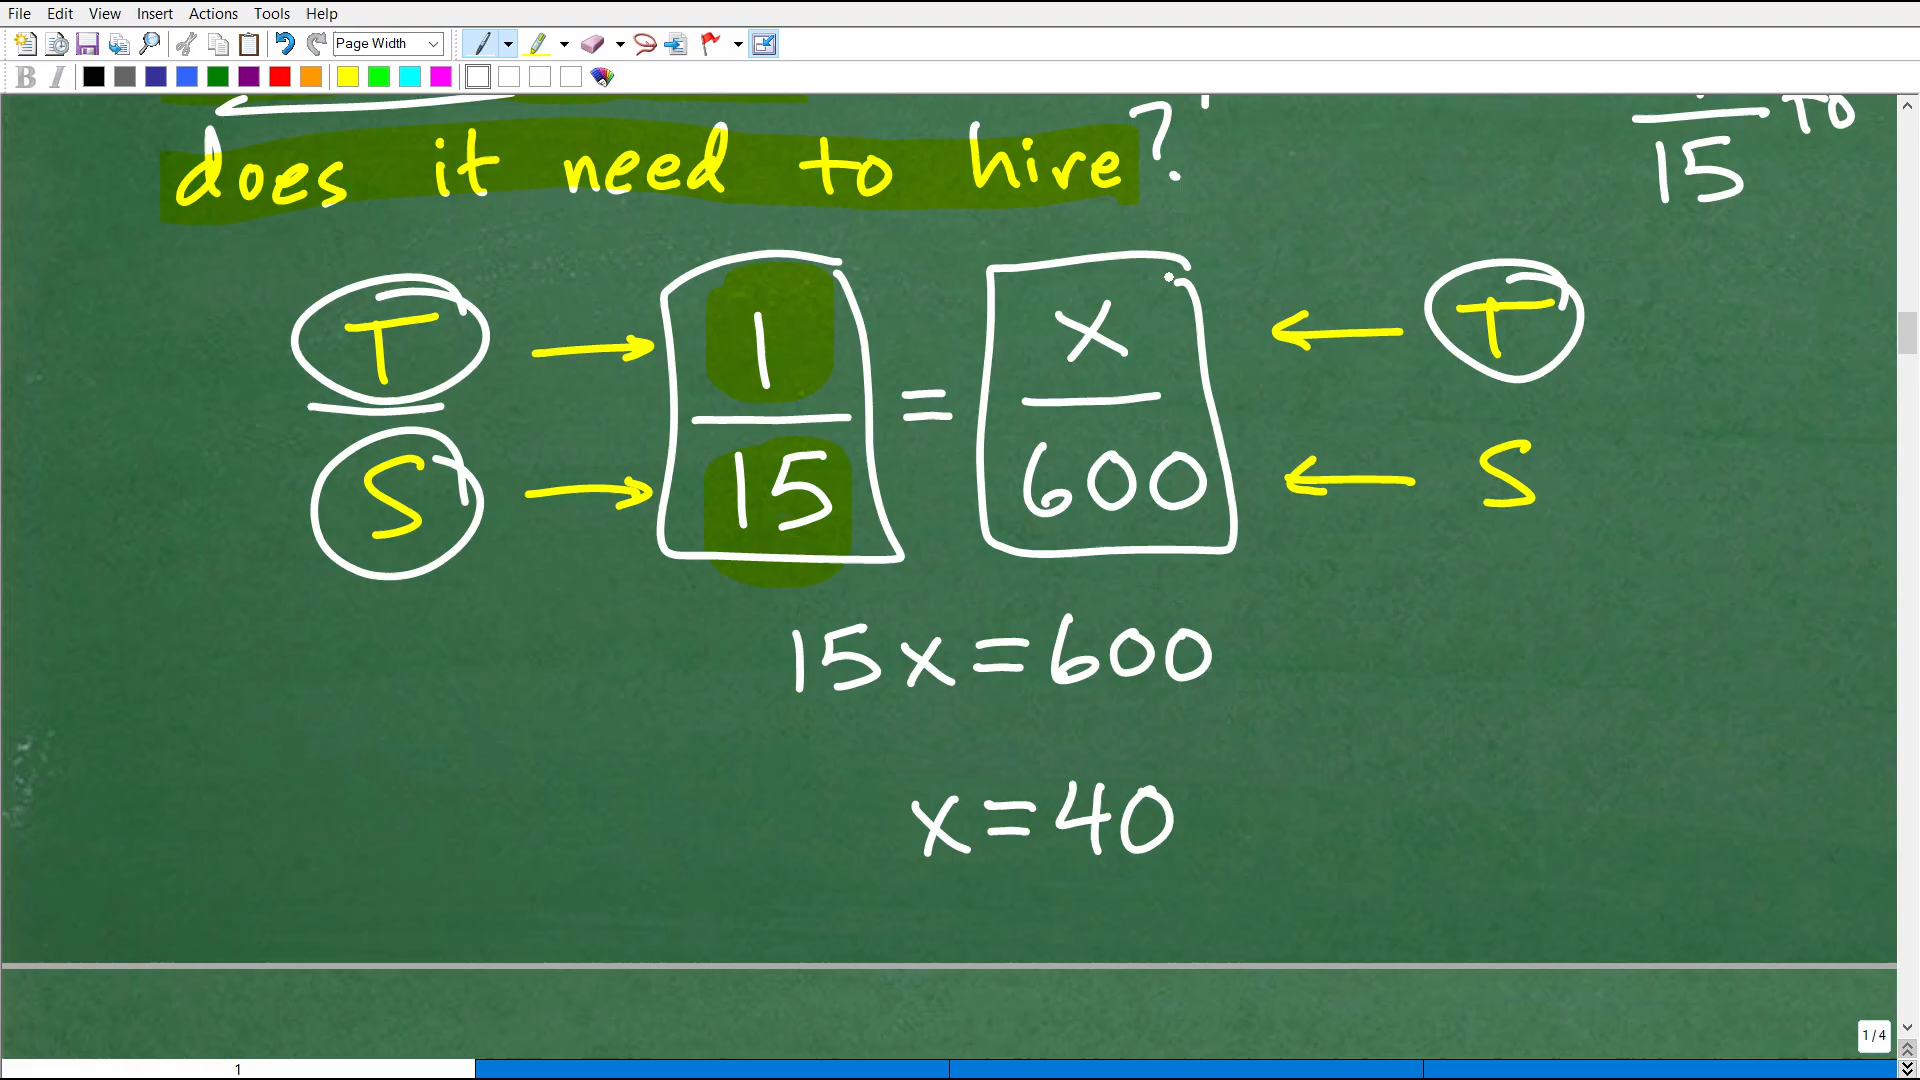 File Edit View Insert Actions Tools Help
Page Width
B I
does it need to hire?
to
15
T → 1 = x ← T
S → 15 600 ← S
15x=600
x=40
1/4
1